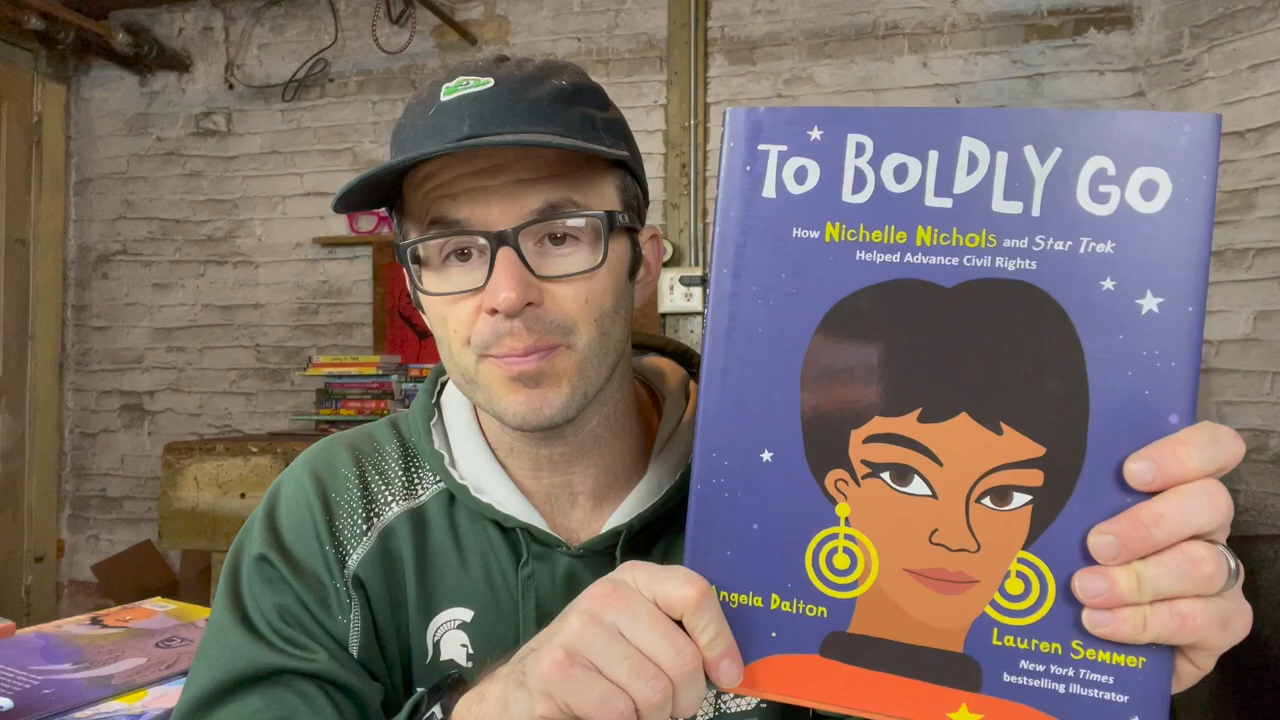 To BOLDLY GO
How Nichelle Nichols and Star Trek
Helped Advance Civil Rights
Angela Dalton
Lauren Semmer
New York Times
bestselling illustrator